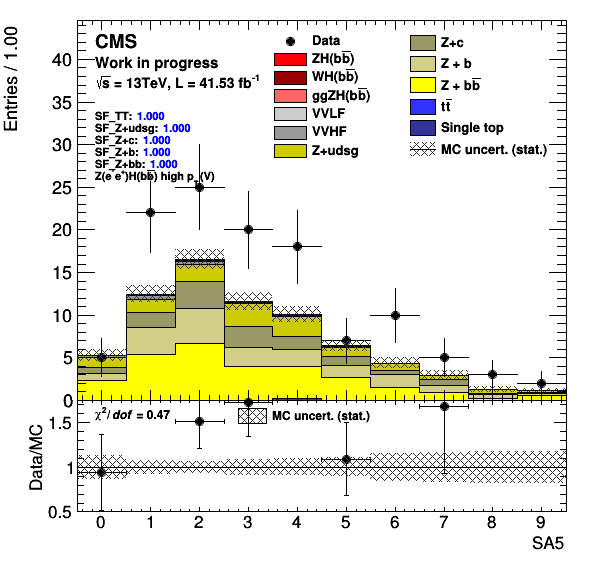 Entries / 1.00
40
35
30
25
20
15
10
5
0
CMS
Work in progress
√s = 13TeV, L = 41.53 fb⁻¹
SF_TT: 1.000
SF_Z+udsg: 1.000
SF_Z+c: 1.000
SF_Z+b: 1.000
SF_Z+bb: 1.000
Z(e⁻e⁺)H(bb̅) high p_T(V)
Data
ZH(bb̅)
WH(bb̅)
ggZH(bb̅)
VVLF
VVHF
Z+udsg
Z+c
Z + b
Z + bb̅
tt̅
Single top
MC uncert. (stat.)
Data/MC
1.5
1
0.5
χ²/ dof = 0.47
MC uncert. (stat.)
0 1 2 3 4 5 6 7 8 9
SA5